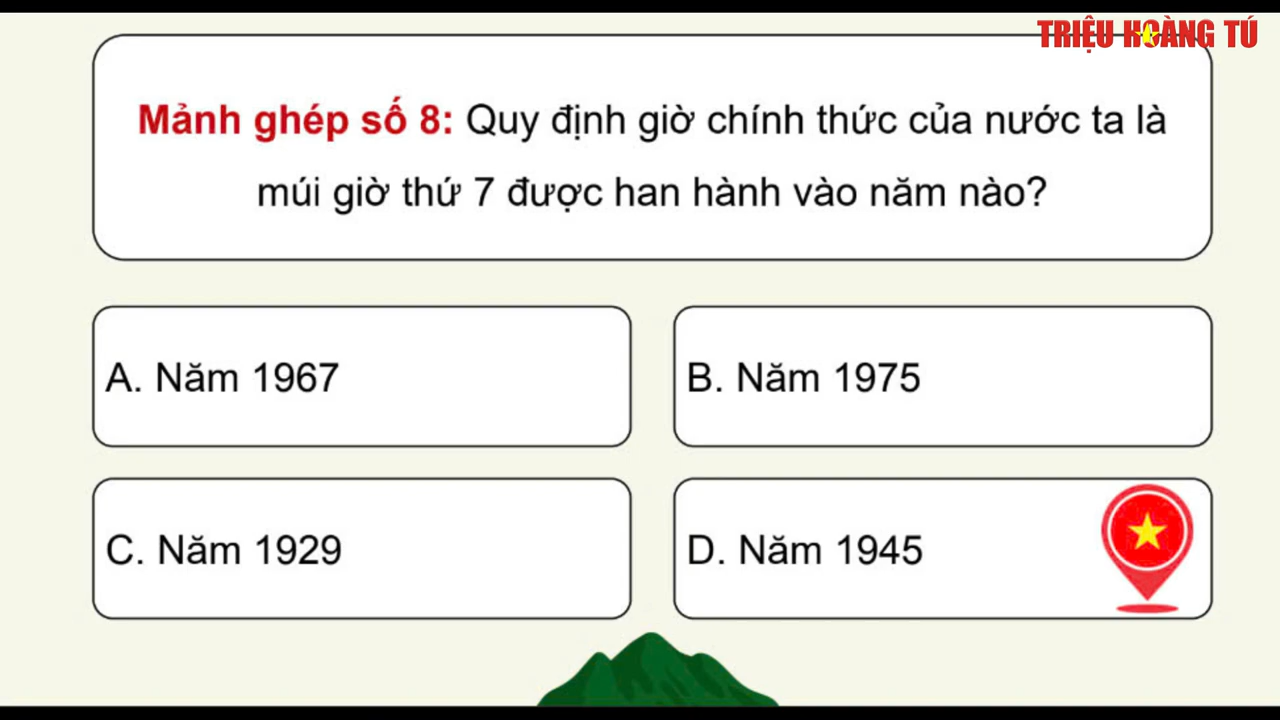 TRIỆU HOÀNG TÚ
Mảnh ghép số 8: Quy định giờ chính thức của nước ta là
múi giờ thứ 7 được han hành vào năm nào?
A. Năm 1967
B. Năm 1975
C. Năm 1929
D. Năm 1945